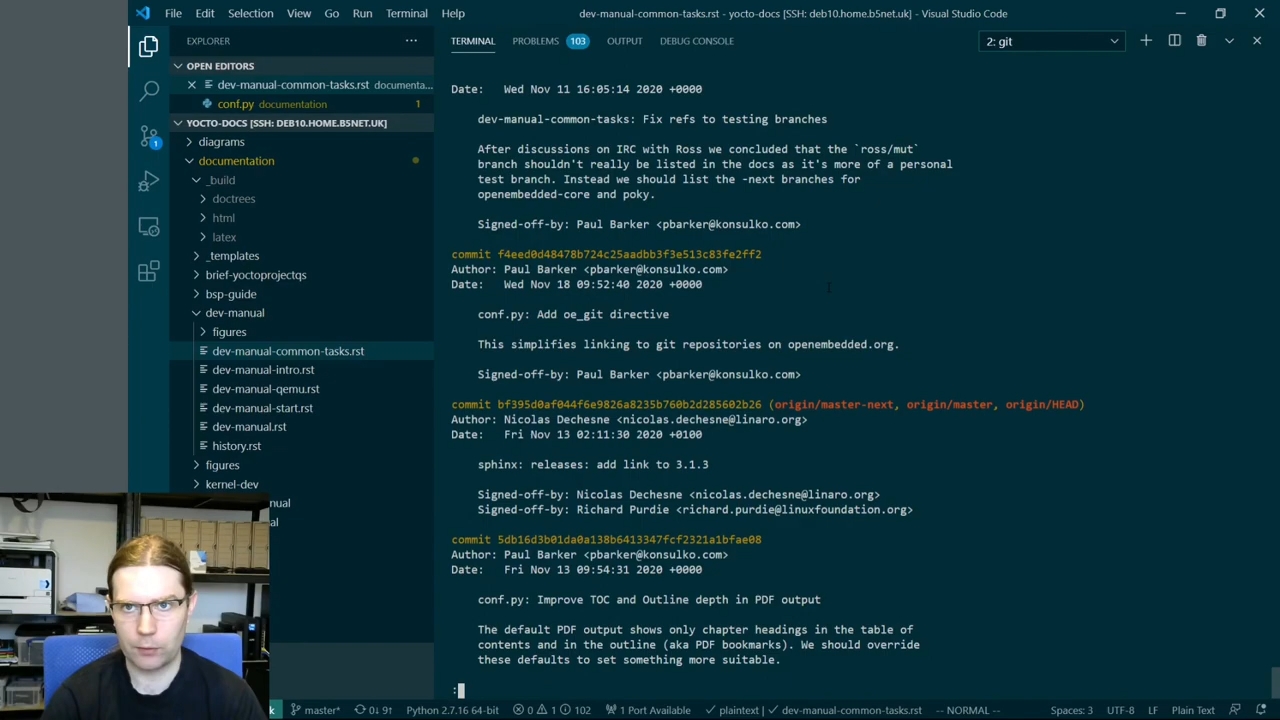 File Edit Selection View Go Run Terminal Help
dev-manual-common-tasks.rst - yocto-docs [SSH: deb10.home.b5net.uk] - Visual Studio Code
EXPLORER
OPEN EDITORS
dev-manual-common-tasks.rst documenta...
conf.py documentation 1
YOCTO-DOCS [SSH: DEB10.HOME.B5NET.UK]
diagrams
documentation
_build
doctrees
html
latex
_templates
brief-yoctoprojectqs
bsp-guide
dev-manual
figures
dev-manual-common-tasks.rst
dev-manual-intro.rst
dev-manual-qemu.rst
dev-manual-start.rst
dev-manual.rst
history.rst
figures
kernel-dev
TERMINAL PROBLEMS 103 OUTPUT DEBUG CONSOLE
2: git
Date: Wed Nov 11 16:05:14 2020 +0000
dev-manual-common-tasks: Fix refs to testing branches
After discussions on IRC with Ross we concluded that the `ross/mut`
branch shouldn't really be listed in the docs as it's more of a personal
test branch. Instead we should list the -next branches for
openembedded-core and poky.
Signed-off-by: Paul Barker <pbarker@konsulko.com>
commit f4eed0d48478b724c25aadbb3f3e513c83fe2ff2
Author: Paul Barker <pbarker@konsulko.com>
Date: Wed Nov 18 09:52:40 2020 +0000
conf.py: Add oe_git directive
This simplifies linking to git repositories on openembedded.org.
Signed-off-by: Paul Barker <pbarker@konsulko.com>
commit bf395d0af044f6e9826a8235b760b2d285602b26 (origin/master-next, origin/master, origin/HEAD)
Author: Nicolas Dechesne <nicolas.dechesne@linaro.org>
Date: Fri Nov 13 02:11:30 2020 +0100
sphinx: releases: add link to 3.1.3
Signed-off-by: Nicolas Dechesne <nicolas.dechesne@linaro.org>
Signed-off-by: Richard Purdie <richard.purdie@linuxfoundation.org>
commit 5db16d3b01da0a138b6413347fcf2321a1bfae08
Author: Paul Barker <pbarker@konsulko.com>
Date: Fri Nov 13 09:54:31 2020 +0000
conf.py: Improve TOC and Outline depth in PDF output
The default PDF output shows only chapter headings in the table of
contents and in the outline (aka PDF bookmarks). We should override
these defaults to set something more suitable.
:
master* 0↓ 9↑ Python 2.7.16 64-bit 0 1 102 1 Port Available plaintext | dev-manual-common-tasks.rst -- NORMAL -- Spaces: 3 UTF-8 LF Plain Text